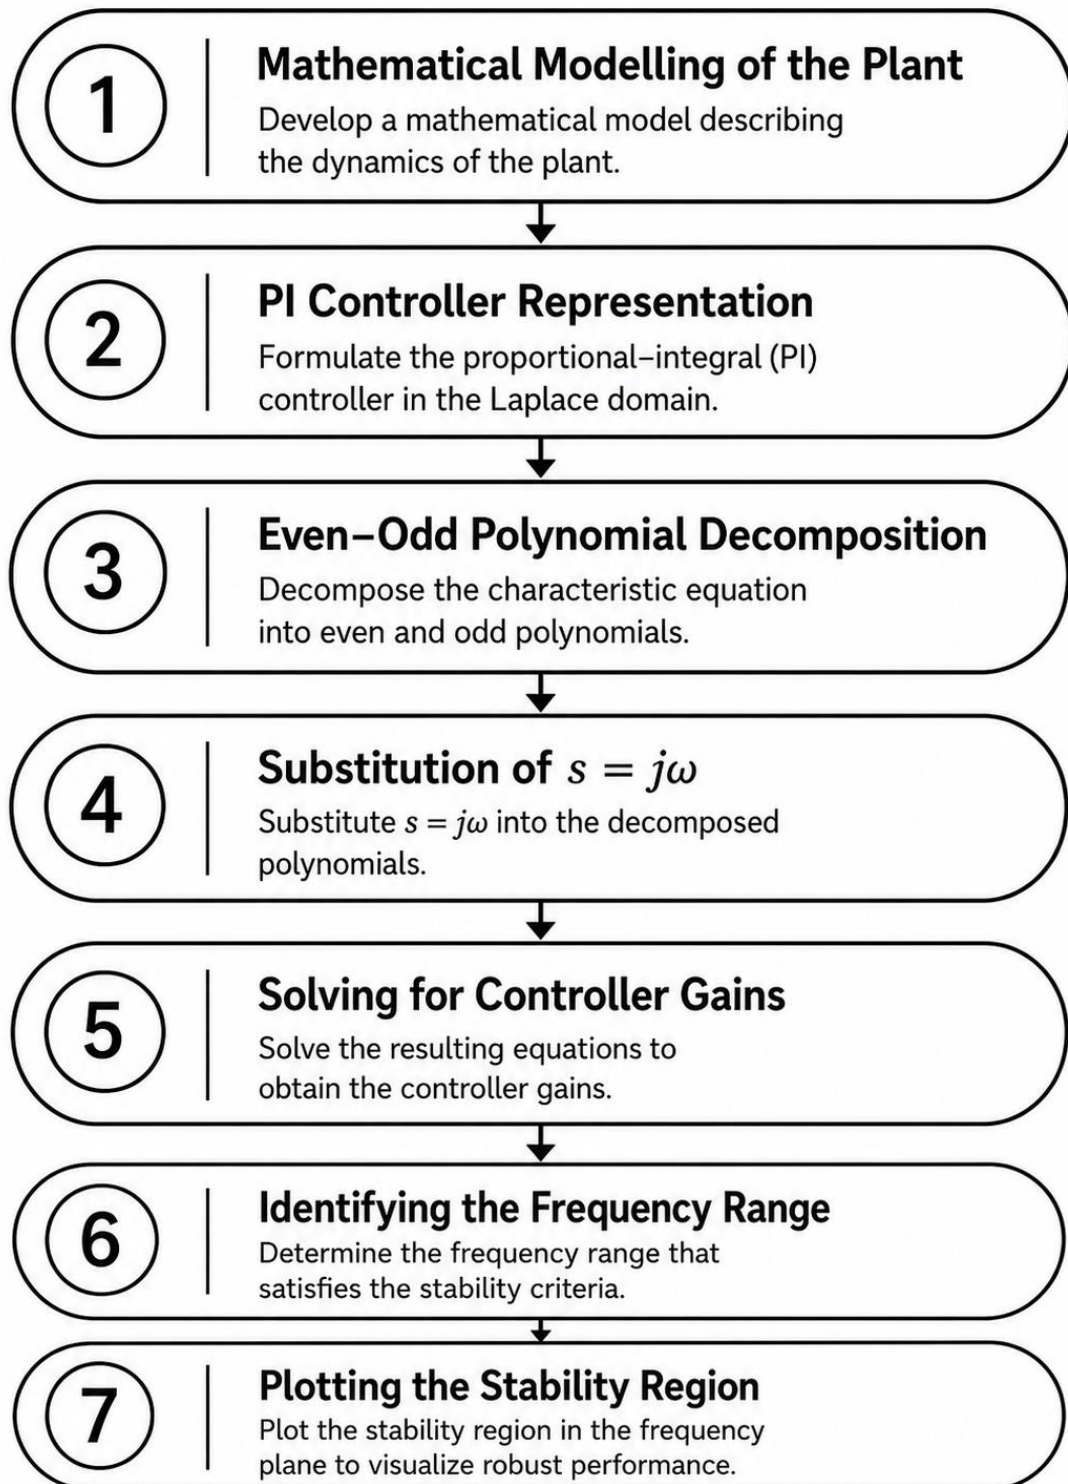 1
Mathematical Modelling of the Plant
Develop a mathematical model describing
the dynamics of the plant.
2
PI Controller Representation
Formulate the proportional–integral (PI)
controller in the Laplace domain.
3
Even–Odd Polynomial Decomposition
Decompose the characteristic equation
into even and odd polynomials.
4
Substitution of s = jω
Substitute s = jω into the decomposed
polynomials.
5
Solving for Controller Gains
Solve the resulting equations to
obtain the controller gains.
6
Identifying the Frequency Range
Determine the frequency range that
satisfies the stability criteria.
7
Plotting the Stability Region
Plot the stability region in the frequency
plane to visualize robust performance.